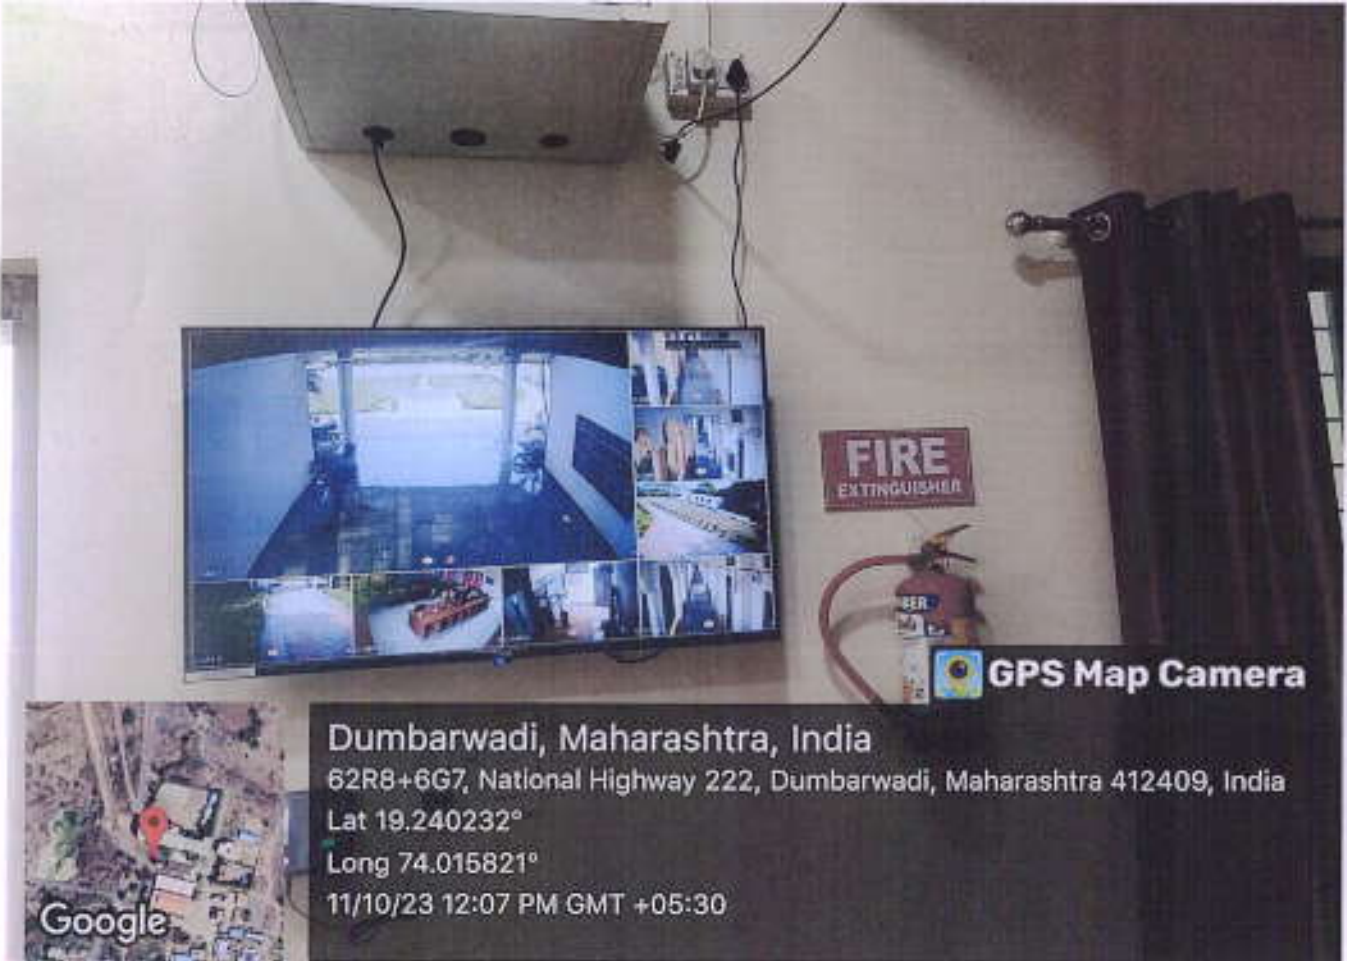 FIRE
EXTINGUISHER
GPS Map Camera
Dumbarwadi, Maharashtra, India
62R8+6G7, National Highway 222, Dumbarwadi, Maharashtra 412409, India
Lat 19.240232°
Long 74.015821°
11/10/23 12:07 PM GMT +05:30
Google